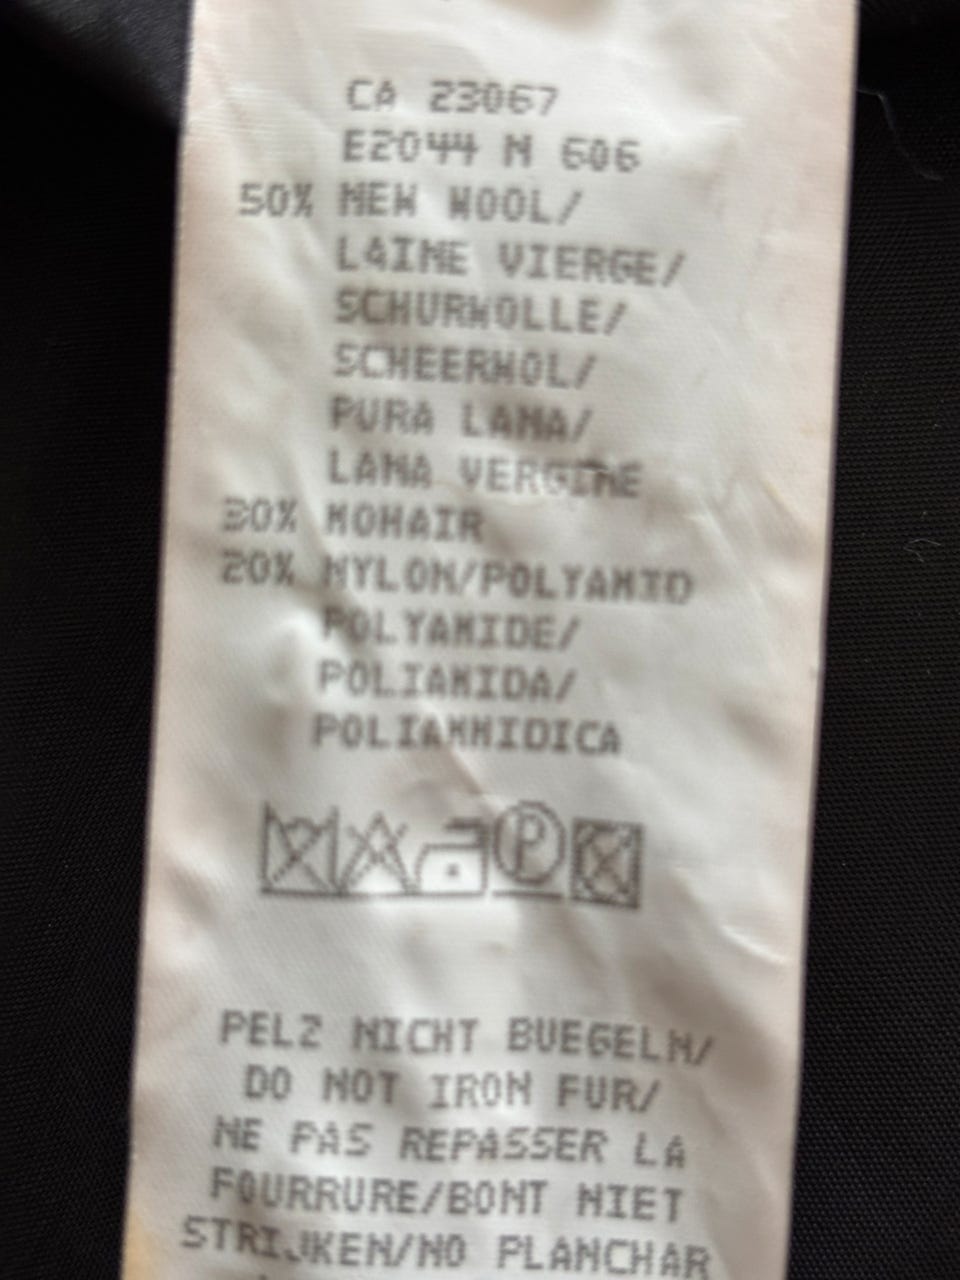 CA 23067
E2044 N 606
50% NEW WOOL/
LAINE VIERGE/
SCHURWOLLE/
SCHEERWOL/
PURA LANA/
LANA VERGINE
30% MOHAIR
20% NYLON/POLYAMID
POLYAMIDE/
POLIAMIDA/
POLIAMMIDICA
P
PELZ NICHT BUEGELN/
DO NOT IRON FUR/
NE PAS REPASSER LA
FOURRURE/BONT NIET
STRIJKEN/NO PLANCHAR